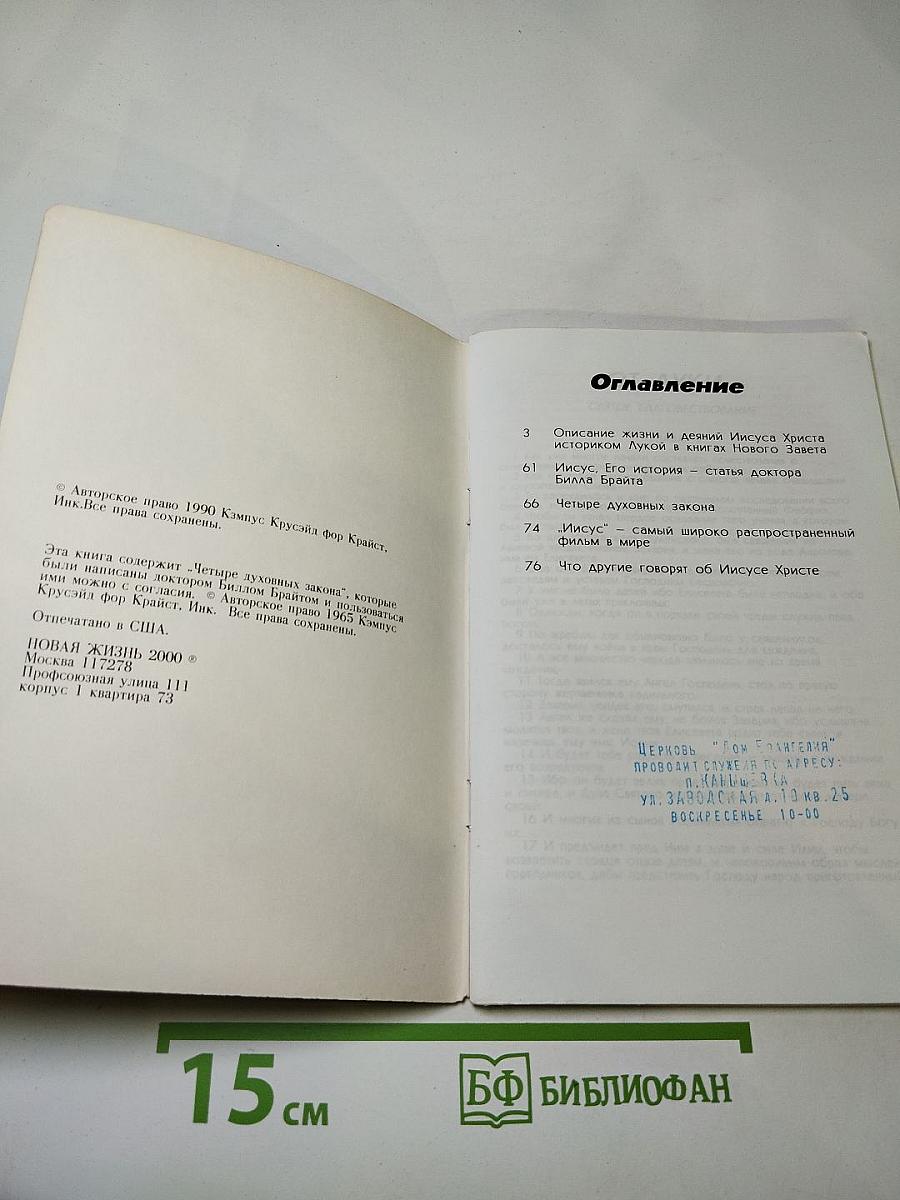 © Авторское право 1990 Кэмпус Крусэйд фор Крайст,
Инк.Все права сохранены.
Эта книга содержит „Четыре духовных закона“, которые
были написаны доктором Биллом Брайтом и пользоваться
ими можно с согласия. © Авторское право 1965 Кэмпус
Крусэйд фор Крайст, Инк. Все права сохранены.
Отпечатано в США.
НОВАЯ ЖИЗНЬ 2000 ®
Москва 117278
Профсоюзная улица 111
корпус 1 квартира 73
Оглавление
3 Описание жизни и деяний Иисуса Христа
историком Лукой в книгах Нового Завета
61 Иисус, Его история – статья доктора
Билла Брайта
66 Четыре духовных закона
74 „Иисус“ – самый широко распространенный
фильм в мире
76 Что другие говорят об Иисусе Христе
ЦЕРКОВЬ "ДОМ ЕВАНГЕЛИЯ"
ПРОВОДИТ СЛУЖЕНИЯ ПО АДРЕСУ:
П.
УЛ. ЗАВОДСКАЯ Д.10 КВ.25
ВОСКРЕСЕНЬЕ 10-00
15 см
БФ БИБЛИОФАН